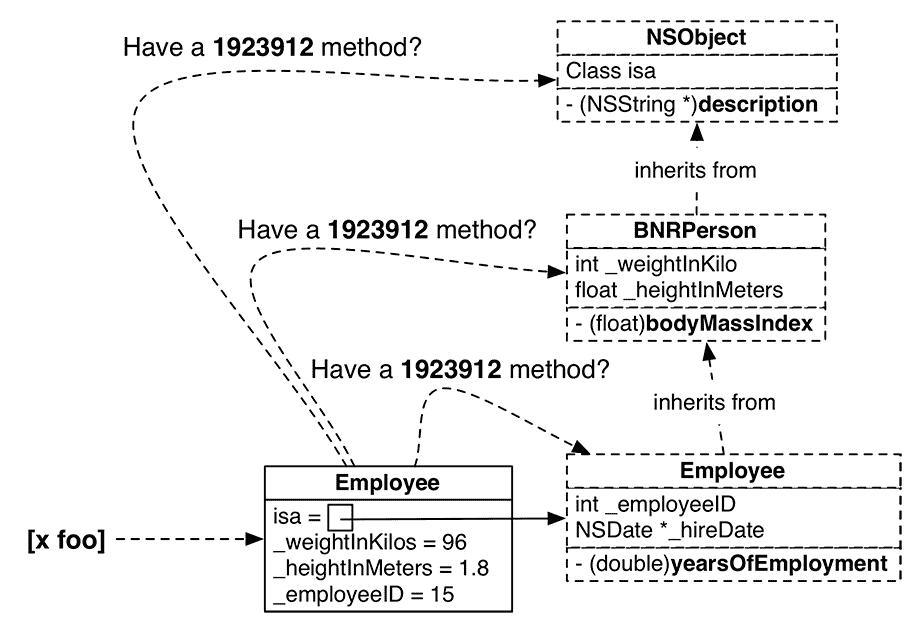 Have a 1923912 method?
NSObject
Class isa
- (NSString *)description
inherits from
Have a 1923912 method?
BNRPerson
int _weightInKilo
float _heightInMeters
- (float)bodyMassIndex
Have a 1923912 method?
inherits from
Employee
int _employeeID
NSDate *_hireDate
- (double)yearsOfEmployment
[x foo]
Employee
isa =
_weightInKilos = 96
_heightInMeters = 1.8
_employeeID = 15